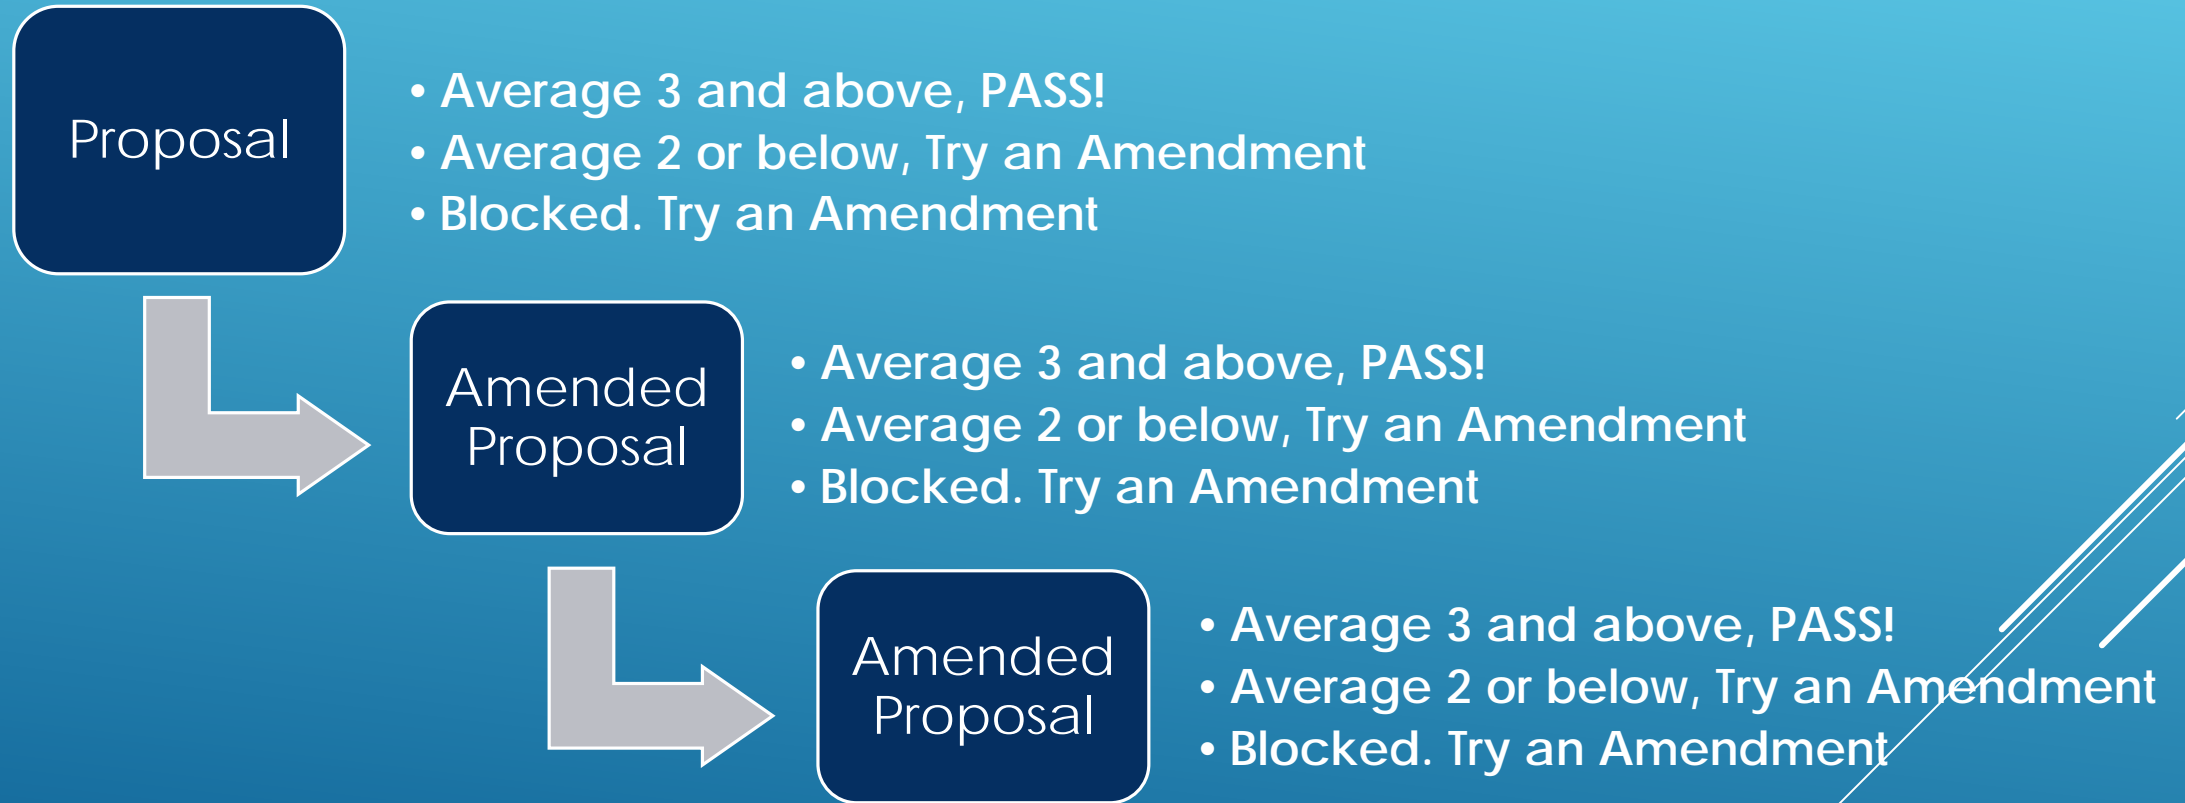 Proposal
• Average 3 and above, PASS!
• Average 2 or below, Try an Amendment
• Blocked. Try an Amendment
Amended
Proposal
• Average 3 and above, PASS!
• Average 2 or below, Try an Amendment
• Blocked. Try an Amendment
Amended
Proposal
• Average 3 and above, PASS!
• Average 2 or below, Try an Amendment
• Blocked. Try an Amendment